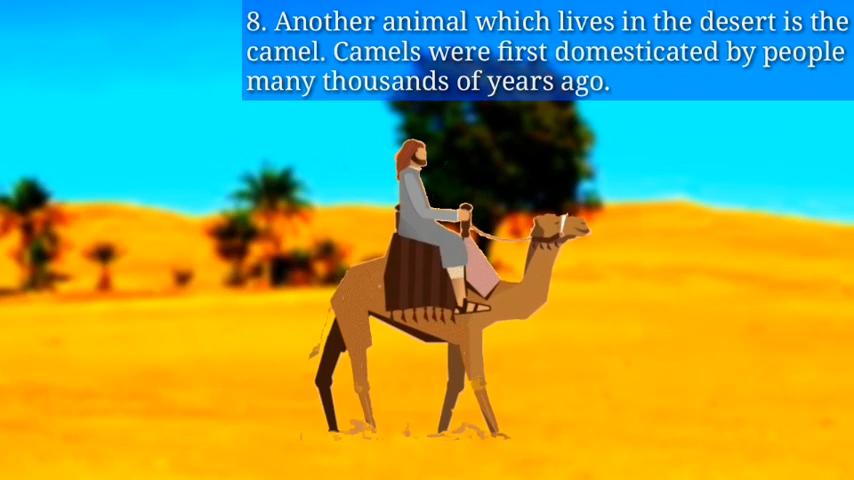 8. Another animal which lives in the desert is the
camel. Camels were first domesticated by people
many thousands of years ago.